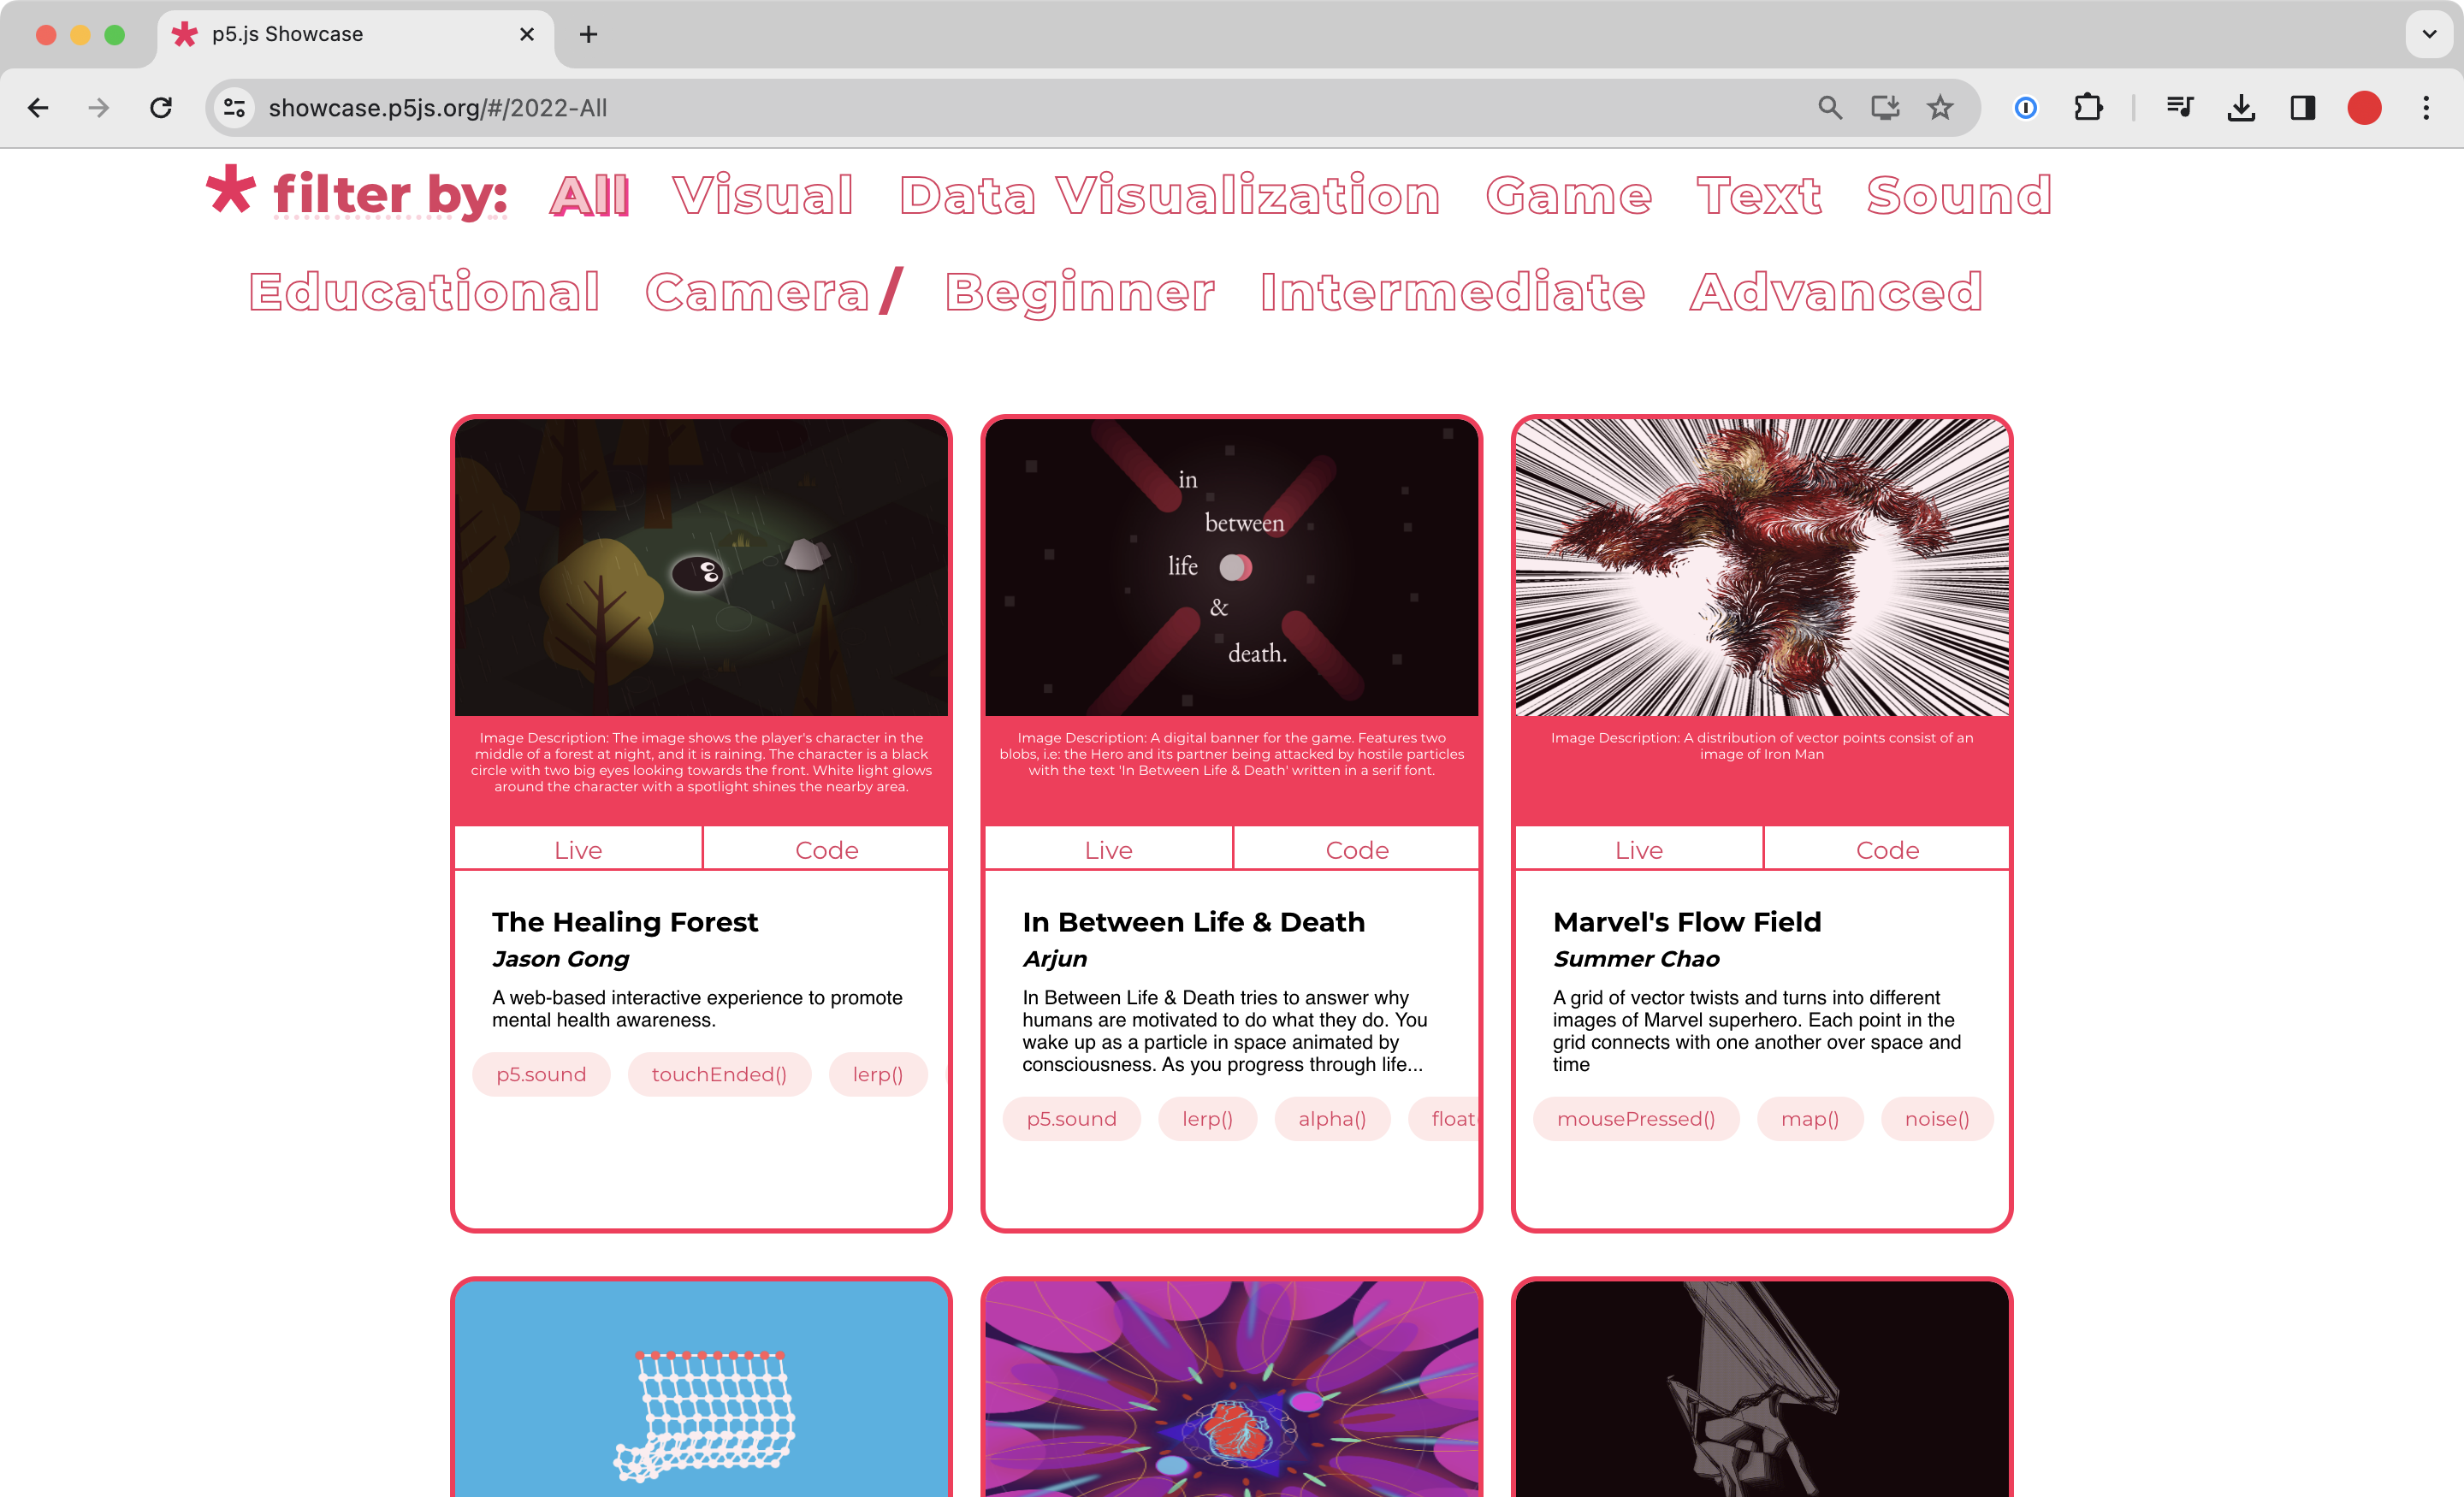 p5.js Showcase
showcase.p5js.org/#/2022-All
filter by: All Visual Data Visualization Game Text Sound
Educational Camera / Beginner Intermediate Advanced
in
between
life
&
death.
Image Description: The image shows the player's character in the
middle of a forest at night, and it is raining. The character is a black
circle with two big eyes looking towards the front. White light glows
around the character with a spotlight shines the nearby area.
Live Code
The Healing Forest
Jason Gong
A web-based interactive experience to promote
mental health awareness.
p5.sound touchEnded() lerp()
Image Description: A digital banner for the game. Features two
blobs, i.e: the Hero and its partner being attacked by hostile particles
with the text 'In Between Life & Death' written in a serif font.
Live Code
In Between Life & Death
Arjun
In Between Life & Death tries to answer why
humans are motivated to do what they do. You
wake up as a particle in space animated by
consciousness. As you progress through life...
p5.sound lerp() alpha() float
Image Description: A distribution of vector points consist of an
image of Iron Man
Live Code
Marvel's Flow Field
Summer Chao
A grid of vector twists and turns into different
images of Marvel superhero. Each point in the
grid connects with one another over space and
time
mousePressed() map() noise()